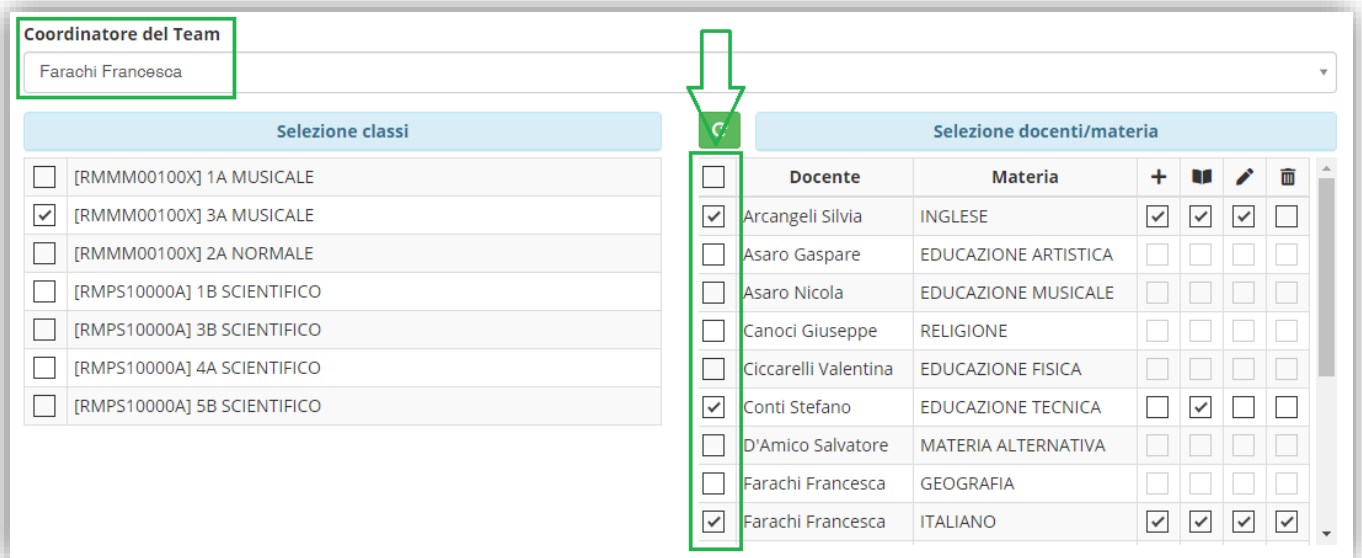 Coordinatore del Team
Farachi Francesca
Selezione classi
[RMMM00100X] 1A MUSICALE
[RMMM00100X] 3A MUSICALE
[RMMM00100X] 2A NORMALE
[RMPS10000A] 1B SCIENTIFICO
[RMPS10000A] 3B SCIENTIFICO
[RMPS10000A] 4A SCIENTIFICO
[RMPS10000A] 5B SCIENTIFICO
Selezione docenti/materia
Docente Materia
Arcangeli Silvia INGLESE
Asaro Gaspare EDUCAZIONE ARTISTICA
Asaro Nicola EDUCAZIONE MUSICALE
Canoci Giuseppe RELIGIONE
Ciccarelli Valentina EDUCAZIONE FISICA
Conti Stefano EDUCAZIONE TECNICA
D'Amico Salvatore MATERIA ALTERNATIVA
Farachi Francesca GEOGRAFIA
Farachi Francesca ITALIANO